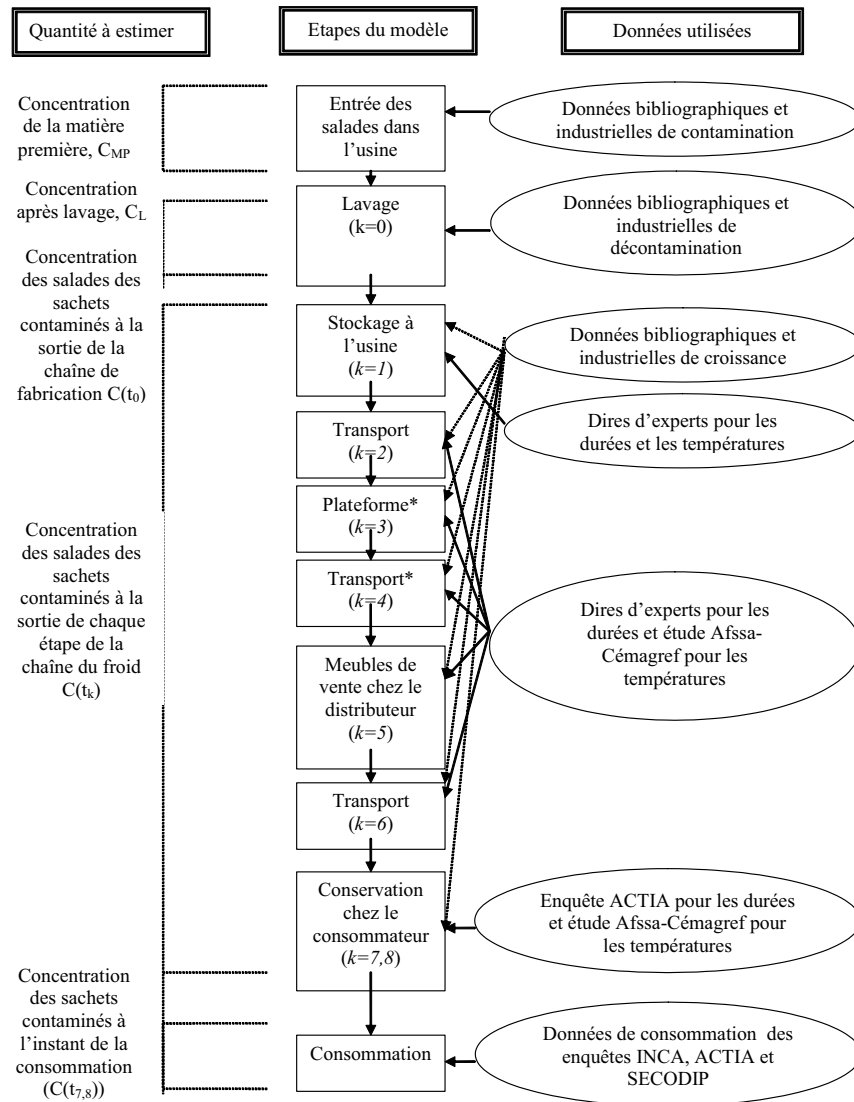 Quantité à estimer
Etapes du modèle
Données utilisées
Concentration
de la matière
première, C_MP
Entrée des
salades dans
l'usine
Données bibliographiques et
industrielles de contamination
Concentration
après lavage, C_L
Lavage
(k=0)
Données bibliographiques et
industrielles de
décontamination
Concentration
des salades des
sachets
contaminés à la
sortie de la
chaîne de
fabrication C(t_0)
Stockage à
l'usine
(k=1)
Données bibliographiques et
industrielles de croissance
Transport
(k=2)
Dires d'experts pour les
durées et les températures
Plateforme*
(k=3)
Concentration
des salades des
sachets
contaminés à la
sortie de chaque
étape de la
chaîne du froid
C(t_k)
Transport*
(k=4)
Dires d'experts pour les
durées et étude Afssa-
Cémagref pour les
températures
Meubles de
vente chez le
distributeur
(k=5)
Transport
(k=6)
Conservation
chez le
consommateur
(k=7,8)
Enquête ACTIA pour les durées
et étude Afssa-Cémagref pour
les températures
Concentration
des sachets
contaminés à
l'instant de la
consommation
(C(t_7,8))
Consommation
Données de consommation des
enquêtes INCA, ACTIA et
SECODIP